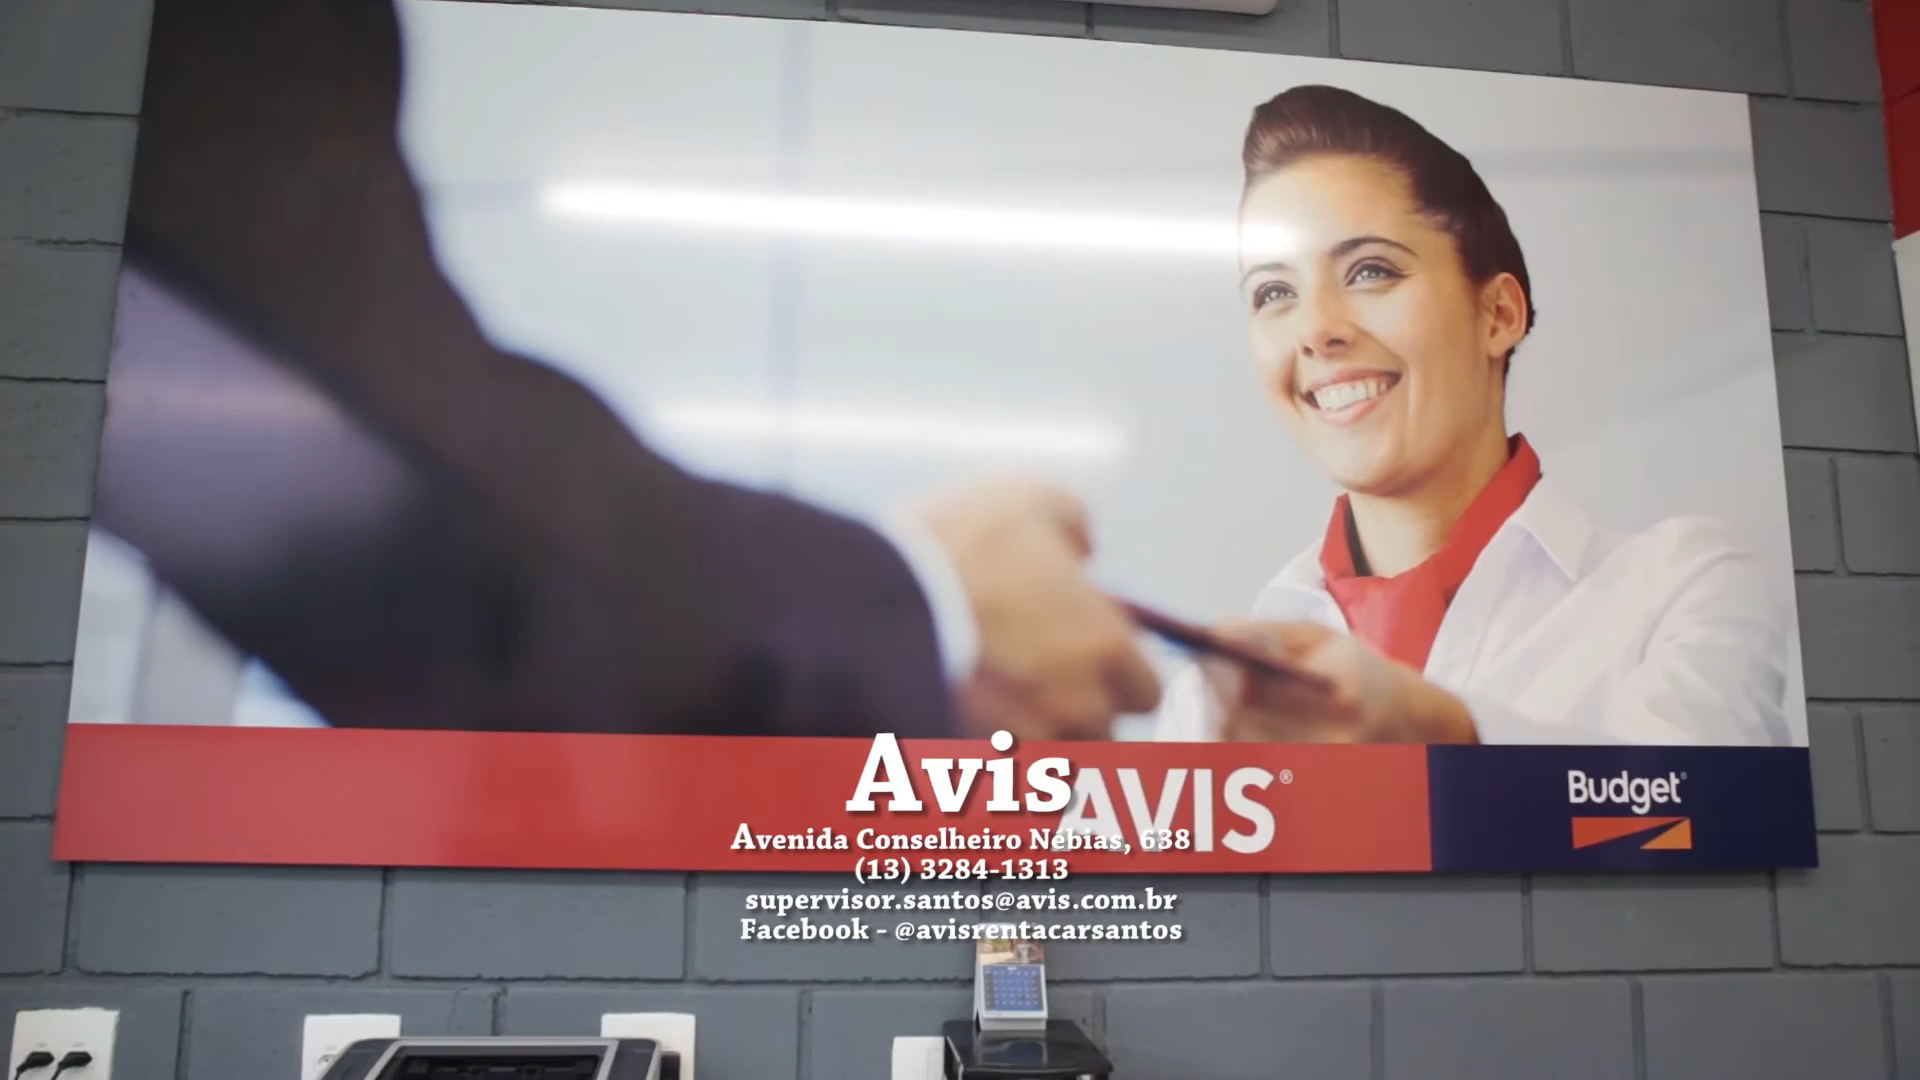 AVIS®
Budget®
Avis
Avenida Conselheiro Nébias, 638
(13) 3284-1313
supervisor.santos@avis.com.br
Facebook - @avisrentacarsantos